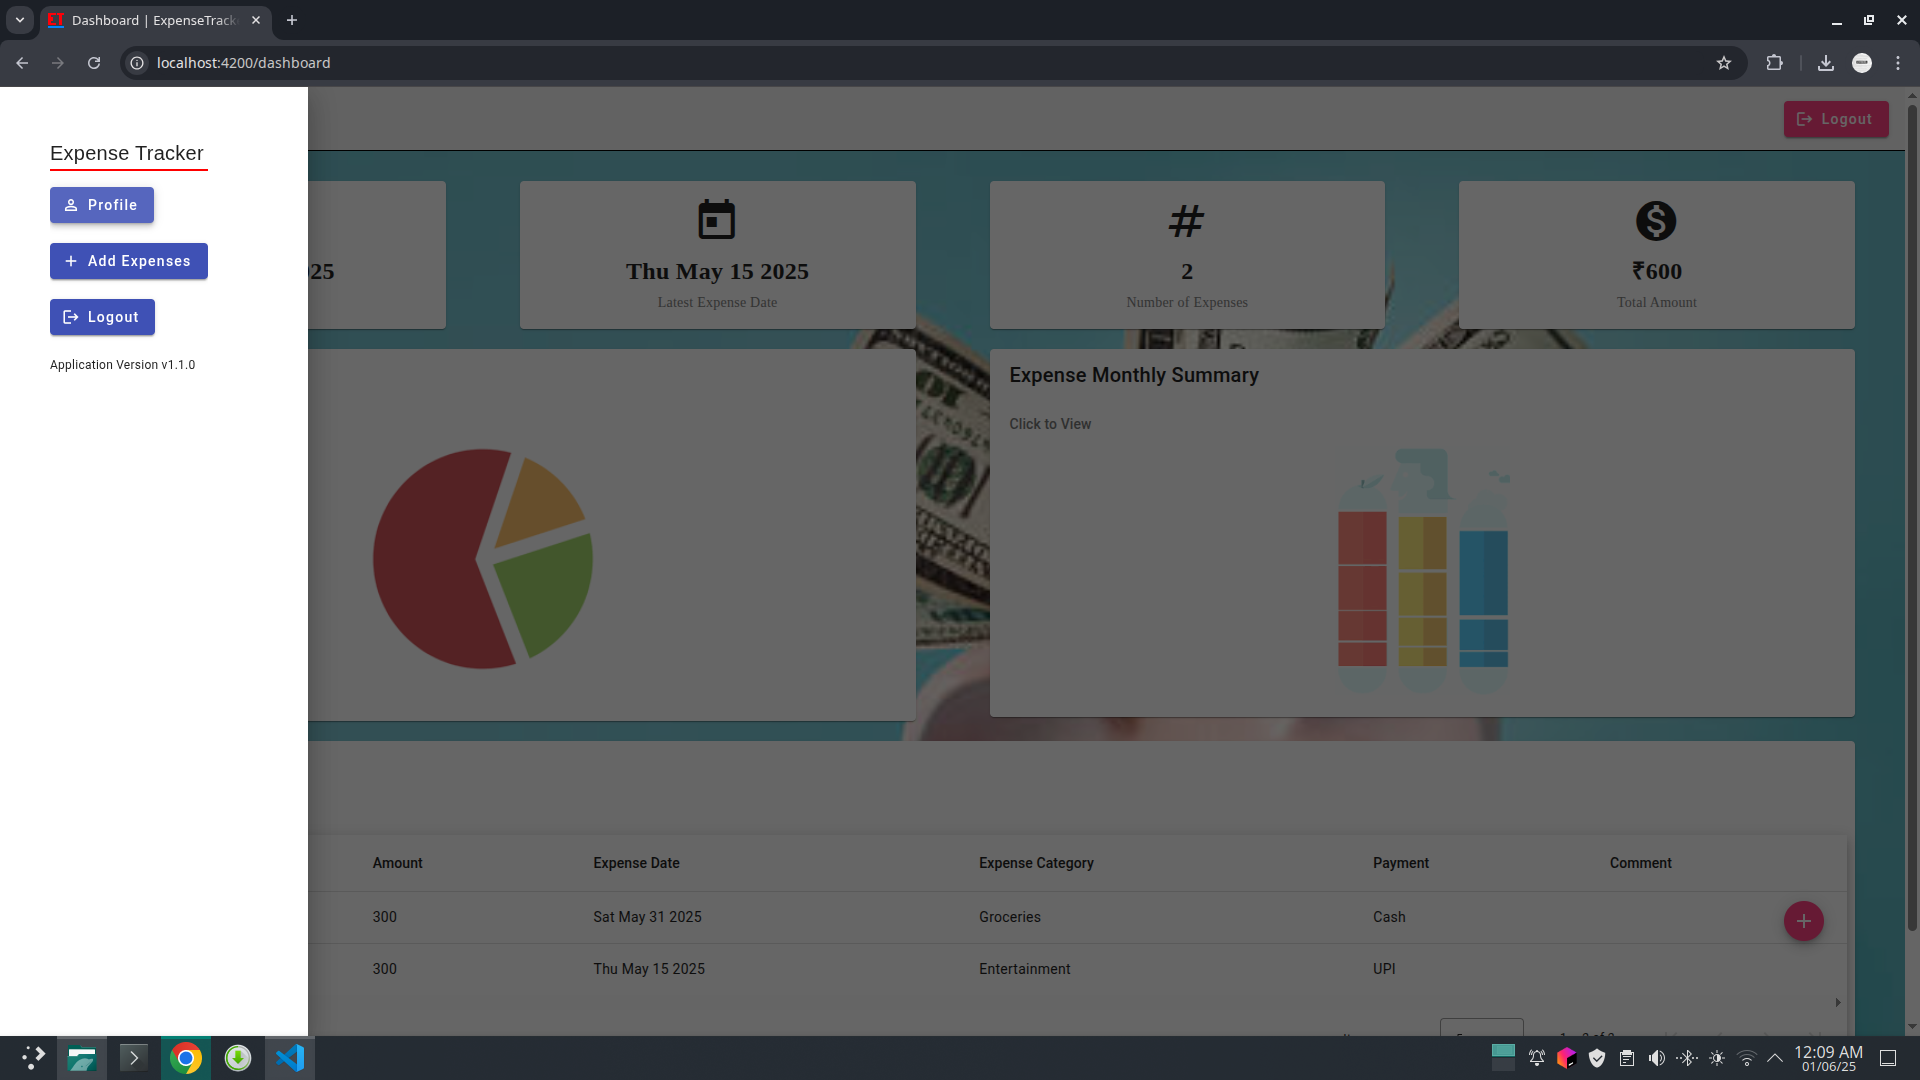 Dashboard | ExpenseTrack
localhost:4200/dashboard
Logout
Expense Tracker
Profile
Add Expenses
Logout
Application Version v1.1.0
25
Thu May 15 2025
Latest Expense Date
2
Number of Expenses
₹600
Total Amount
Expense Monthly Summary
Click to View
Amount Expense Date Expense Category Payment Comment
300 Sat May 31 2025 Groceries Cash
300 Thu May 15 2025 Entertainment UPI
12:09 AM
01/06/25